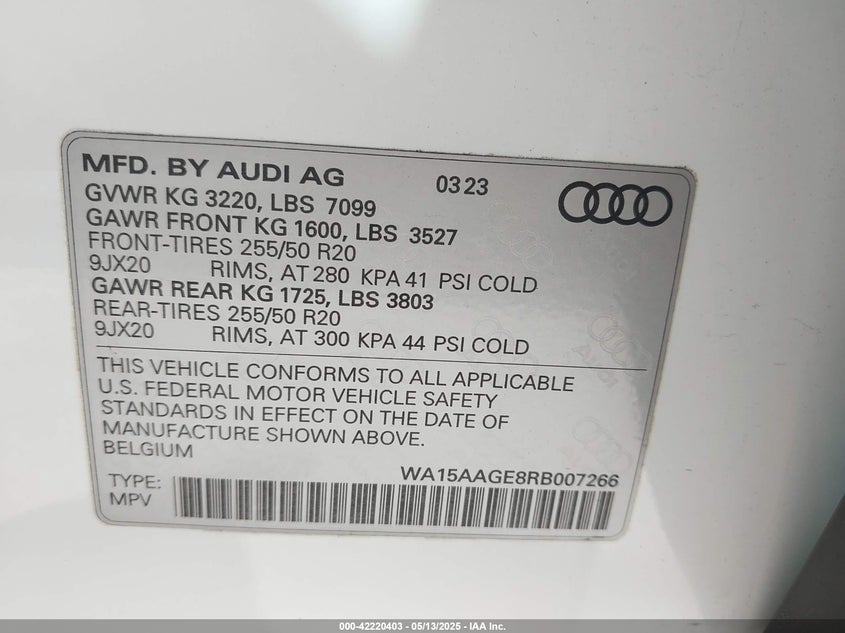 MFD. BY AUDI AG 03 23
GVWR KG 3220, LBS 7099
GAWR FRONT KG 1600, LBS 3527
FRONT-TIRES 255/50 R20
9JX20 RIMS, AT 280 KPA 41 PSI COLD
GAWR REAR KG 1725, LBS 3803
REAR-TIRES 255/50 R20
9JX20 RIMS, AT 300 KPA 44 PSI COLD
THIS VEHICLE CONFORMS TO ALL APPLICABLE
U.S. FEDERAL MOTOR VEHICLE SAFETY
STANDARDS IN EFFECT ON THE DATE OF
MANUFACTURE SHOWN ABOVE.
BELGIUM
WA15AAGE8RB007266
TYPE:
MPV
000-42220403 - 05/13/2025 - IAA Inc.